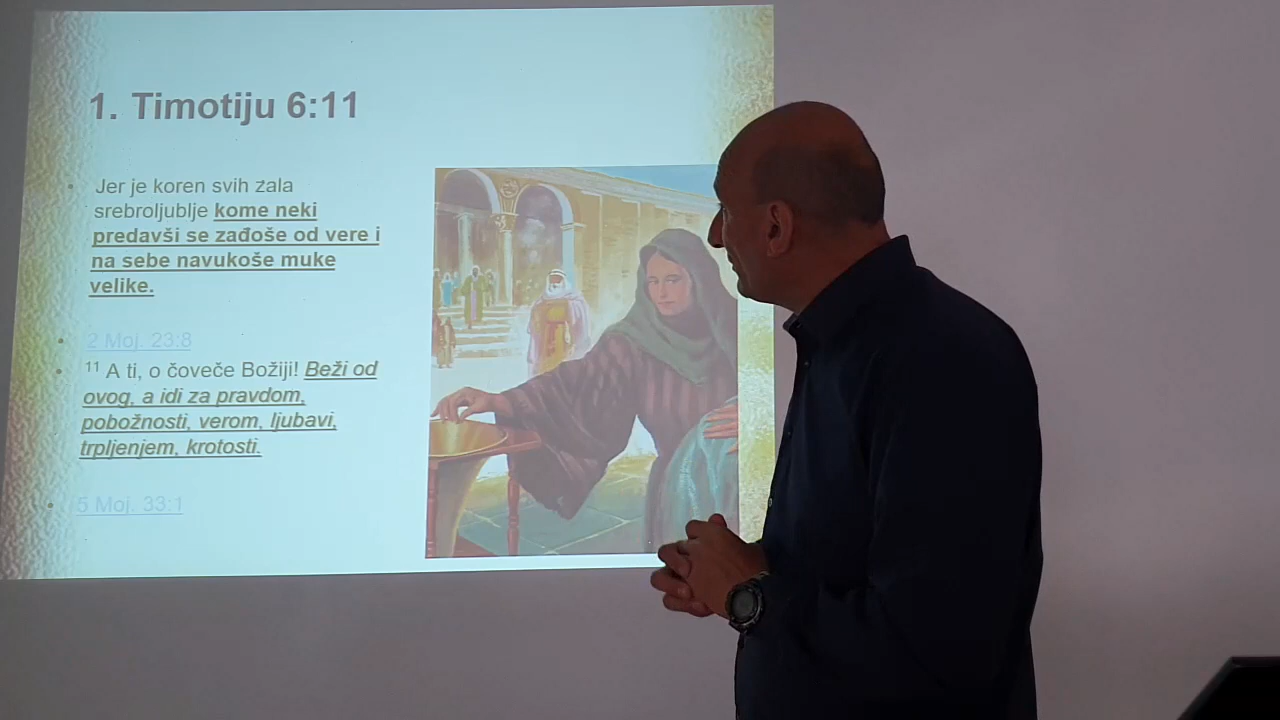 1. Timotiju 6:11
• Jer je koren svih zala
srebroljublje kome neki
predavši se zađoše od vere i
na sebe navukoše muke
velike.
• 2 Moj. 23:8
• 11 A ti, o čoveče Božiji! Beži od
ovog, a idi za pravdom,
pobožnosti, verom, ljubavi,
trpljenjem, krotosti.
• 5 Moj. 33:1